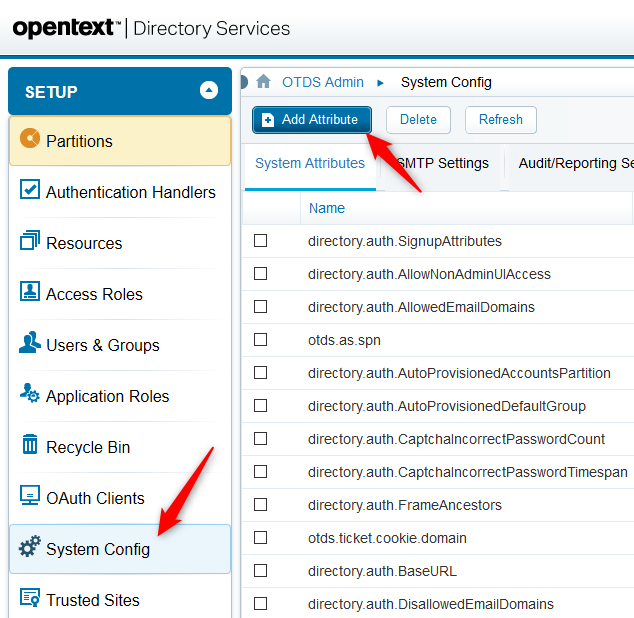 opentext™ | Directory Services
SETUP
Partitions
Authentication Handlers
Resources
Access Roles
Users & Groups
Application Roles
Recycle Bin
OAuth Clients
System Config
Trusted Sites
OTDS Admin ▸ System Config
Add Attribute Delete Refresh
System Attributes SMTP Settings Audit/Reporting Se
Name
directory.auth.SignupAttributes
directory.auth.AllowNonAdminUIAccess
directory.auth.AllowedEmailDomains
otds.as.spn
directory.auth.AutoProvisionedAccountsPartition
directory.auth.AutoProvisionedDefaultGroup
directory.auth.CaptchaIncorrectPasswordCount
directory.auth.CaptchaIncorrectPasswordTimespan
directory.auth.FrameAncestors
otds.ticket.cookie.domain
directory.auth.BaseURL
directory.auth.DisallowedEmailDomains